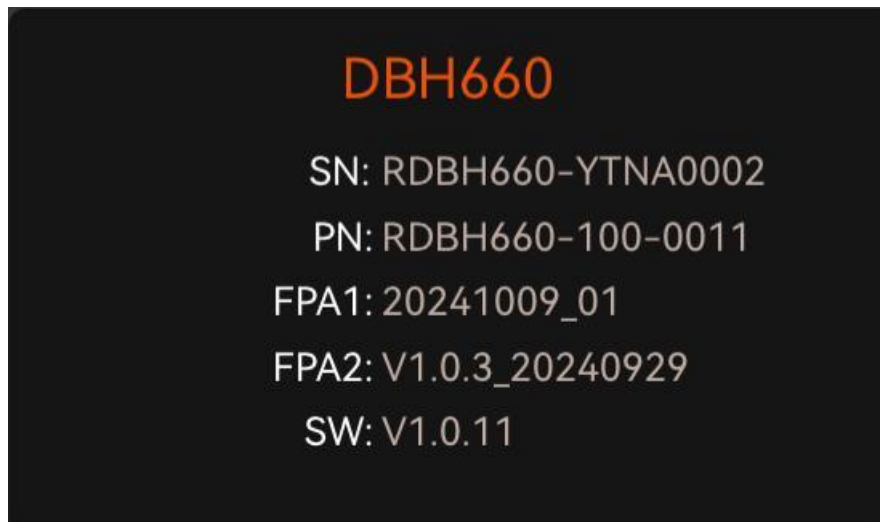 DBH660
SN: RDBH660-YTNA0002
PN: RDBH660-100-0011
FPA1: 20241009_01
FPA2: V1.0.3_20240929
SW: V1.0.11